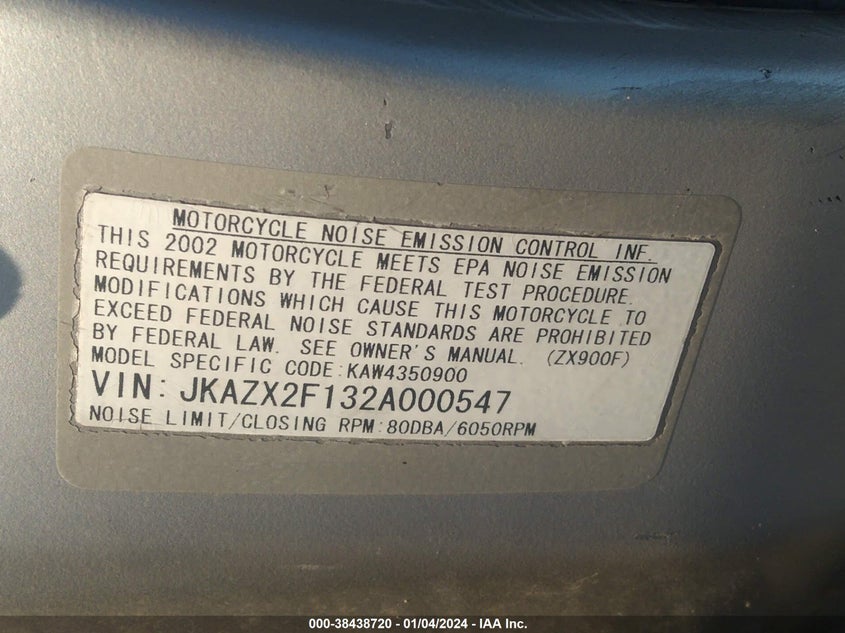 MOTORCYCLE NOISE EMISSION CONTROL INF.
THIS 2002 MOTORCYCLE MEETS EPA NOISE EMISSION
REQUIREMENTS BY THE FEDERAL TEST PROCEDURE.
MODIFICATIONS WHICH CAUSE THIS MOTORCYCLE TO
EXCEED FEDERAL NOISE STANDARDS ARE PROHIBITED
BY FEDERAL LAW. SEE OWNER'S MANUAL. (ZX900F)
MODEL SPECIFIC CODE:KAW4350900
VIN: JKAZX2F132A000547
NOISE LIMIT/CLOSING RPM:80DBA/6050RPM
000-38438720 - 01/04/2024 - IAA Inc.